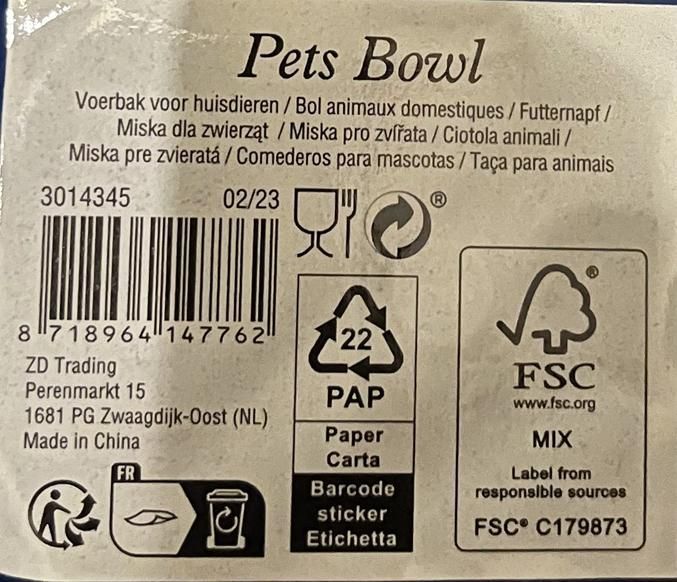 Pets Bowl
Voerbak voor huisdieren / Bol animaux domestiques / Futternapf /
Miska dla zwierząt / Miska pro zvířata / Ciotola animali /
Miska pre zvieratá / Comederos para mascotas / Taça para animais
3014345 02/23
8 718964 147762
ZD Trading
Perenmarkt 15
1681 PG Zwaagdijk-Oost (NL)
Made in China
FR
®
22
PAP
Paper
Carta
Barcode
sticker
Etichetta
®
FSC
www.fsc.org
MIX
Label from
responsible sources
FSC® C179873